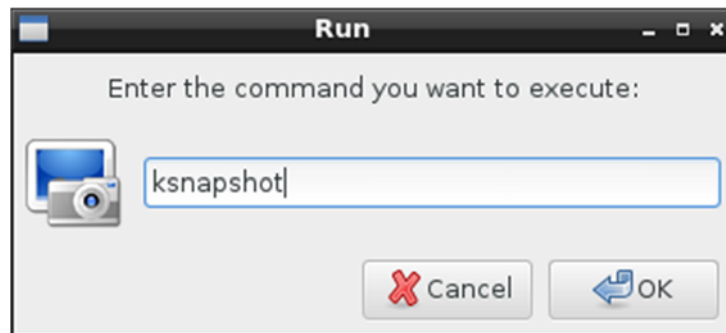 Run
Enter the command you want to execute:
ksnapshot
Cancel
OK